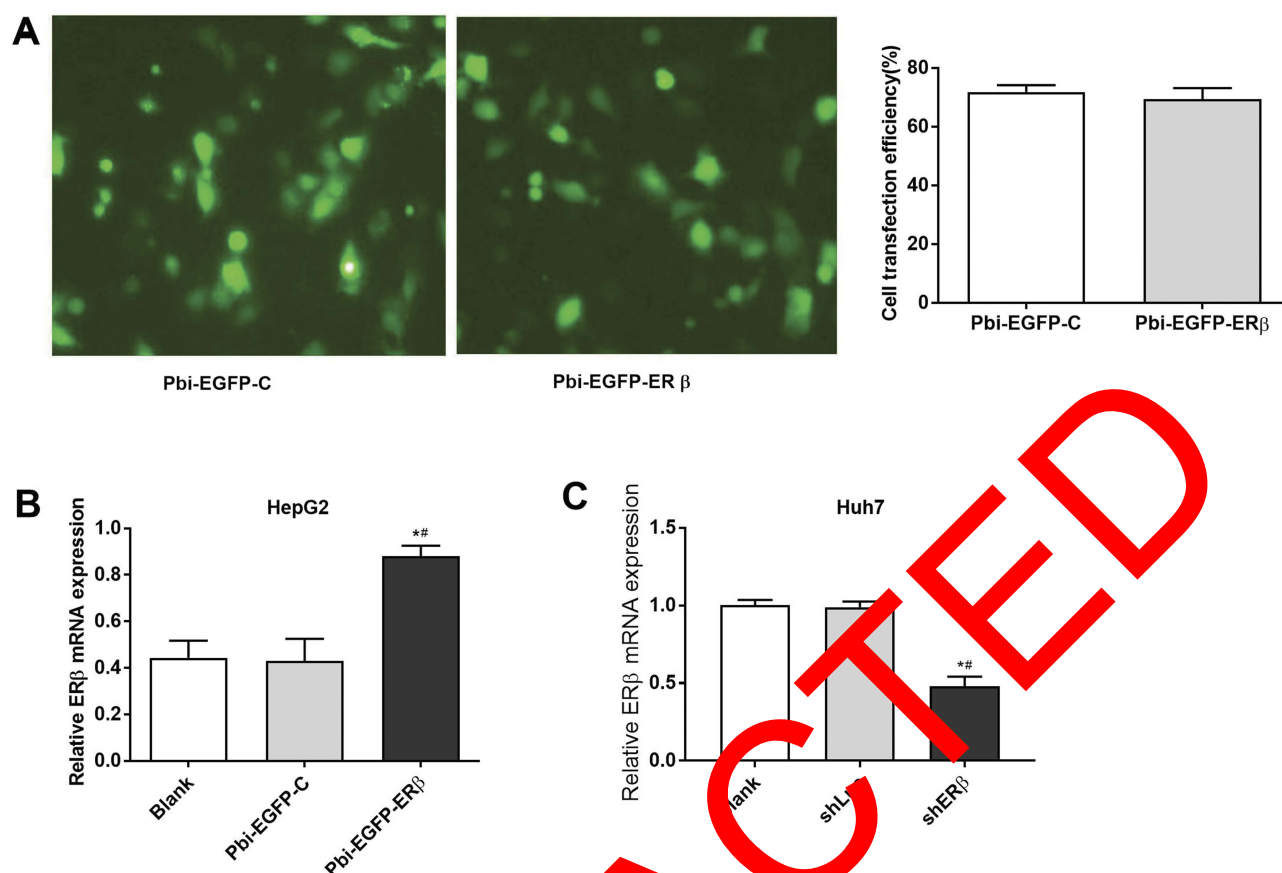 A
Cell transfection efficiency(%)
80
60
40
20
0
Pbi-EGFP-C
Pbi-EGFP-ERβ
Pbi-EGFP-C
Pbi-EGFP-ER β
B
HepG2
Relative ERβ mRNA expression
1.0
0.8
0.6
0.4
0.2
0.0
*#
Blank
Pbi-EGFP-C
Pbi-EGFP-ERβ
C
Huh7
Relative ERβ mRNA expression
1.5
1.0
0.5
0.0
*#
lank
shERβ
CTED